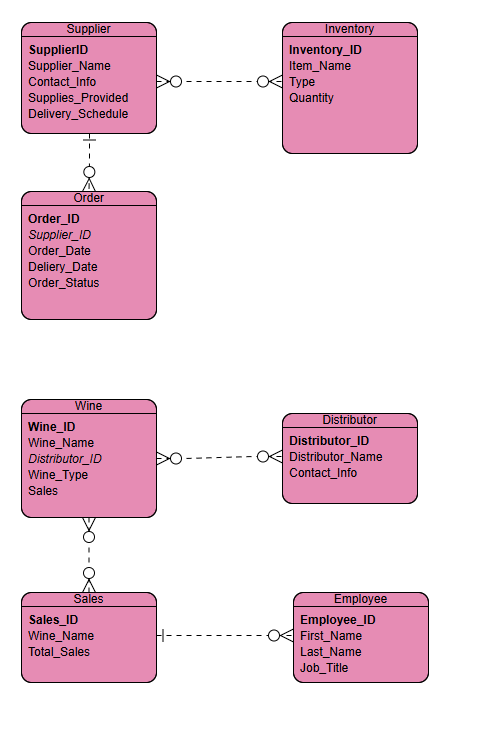 Supplier
SupplierID
Supplier_Name
Contact_Info
Supplies_Provided
Delivery_Schedule
Inventory
Inventory_ID
Item_Name
Type
Quantity
Order
Order_ID
Supplier_ID
Order_Date
Deliery_Date
Order_Status
Wine
Wine_ID
Wine_Name
Distributor_ID
Wine_Type
Sales
Distributor
Distributor_ID
Distributor_Name
Contact_Info
Sales
Sales_ID
Wine_Name
Total_Sales
Employee
Employee_ID
First_Name
Last_Name
Job_Title